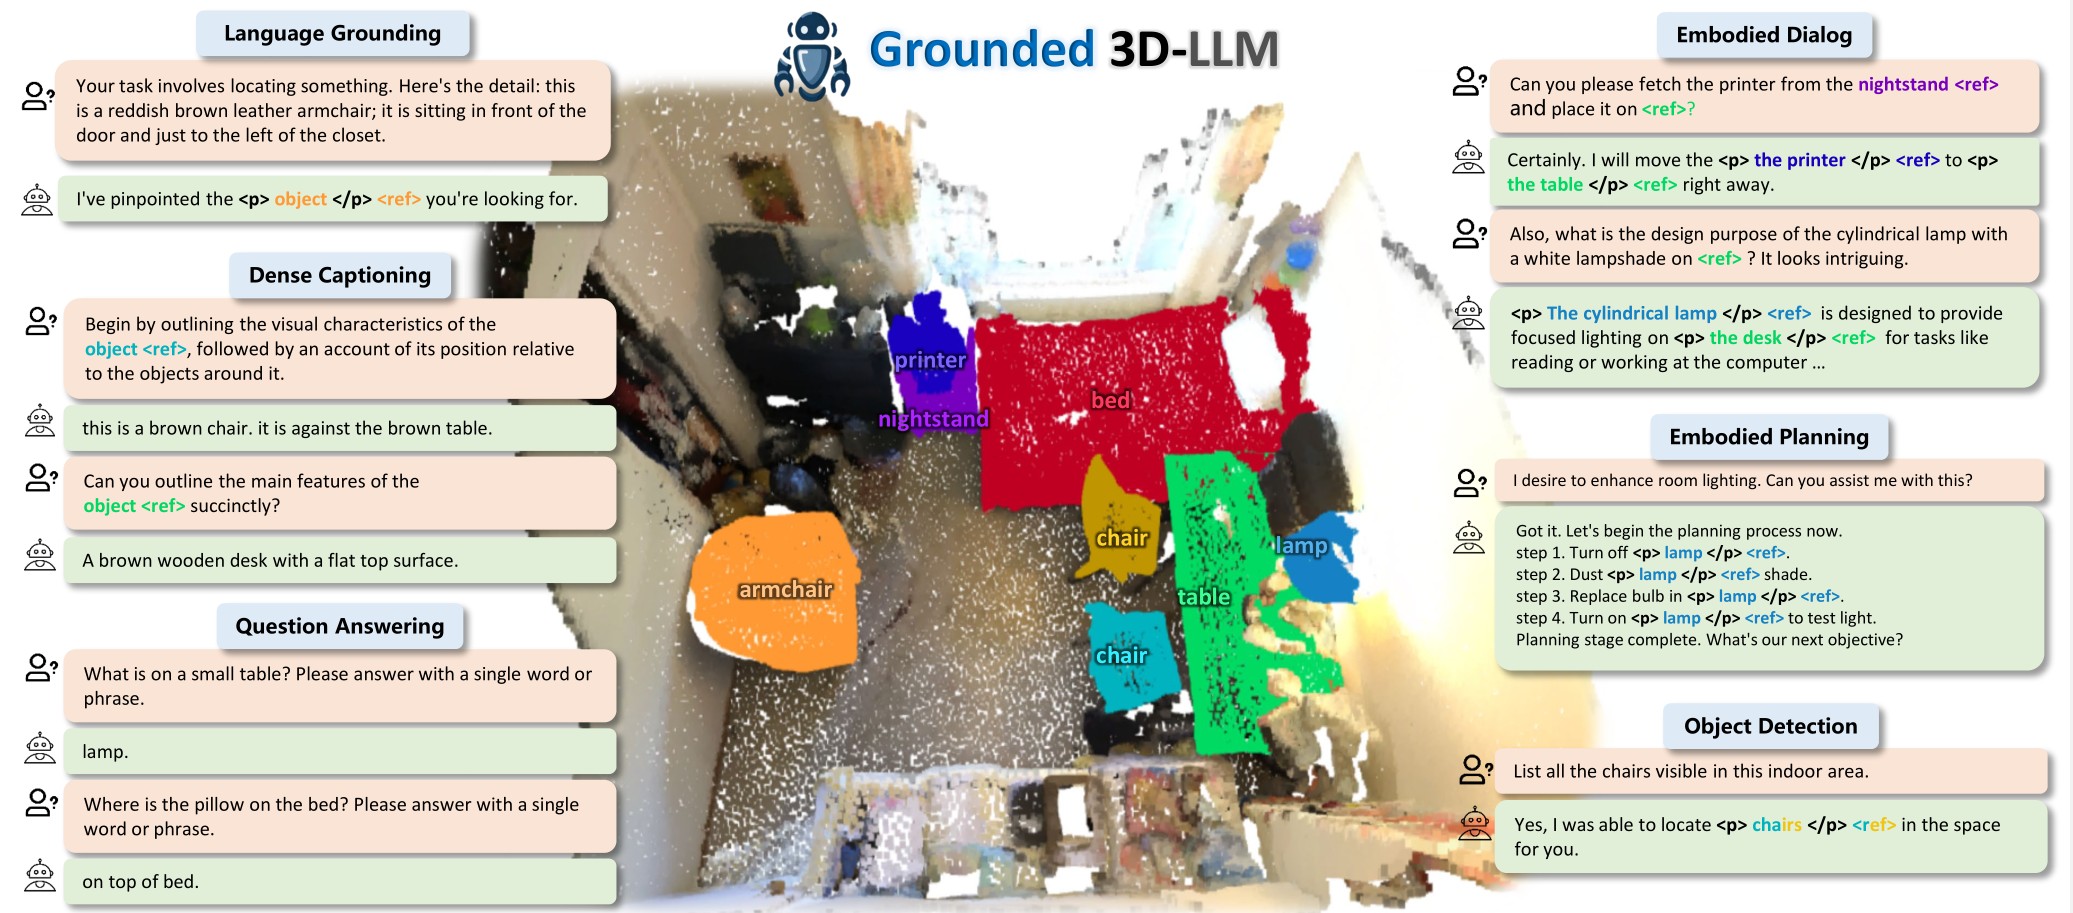 Grounded 3D-LLM
Language Grounding
Your task involves locating something. Here's the detail: this
is a reddish brown leather armchair; it is sitting in front of the
door and just to the left of the closet.
I've pinpointed the <p> object </p> <ref> you're looking for.
Dense Captioning
Begin by outlining the visual characteristics of the
object <ref>, followed by an account of its position relative
to the objects around it.
this is a brown chair. it is against the brown table.
Can you outline the main features of the
object <ref> succinctly?
A brown wooden desk with a flat top surface.
Question Answering
What is on a small table? Please answer with a single word or
phrase.
lamp.
Where is the pillow on the bed? Please answer with a single
word or phrase.
on top of bed.
printer
nightstand
bed
chair
lamp
armchair
table
chair
Embodied Dialog
Can you please fetch the printer from the nightstand <ref>
and place it on <ref>?
Certainly. I will move the <p> the printer </p> <ref> to <p>
the table </p> <ref> right away.
Also, what is the design purpose of the cylindrical lamp with
a white lampshade on <ref> ? It looks intriguing.
<p> The cylindrical lamp </p> <ref> is designed to provide
focused lighting on <p> the desk </p> <ref> for tasks like
reading or working at the computer ...
Embodied Planning
I desire to enhance room lighting. Can you assist me with this?
Got it. Let's begin the planning process now.
step 1. Turn off <p> lamp </p> <ref>.
step 2. Dust <p> lamp </p> <ref> shade.
step 3. Replace bulb in <p> lamp </p> <ref>.
step 4. Turn on <p> lamp </p> <ref> to test light.
Planning stage complete. What's our next objective?
Object Detection
List all the chairs visible in this indoor area.
Yes, I was able to locate <p> chairs </p> <ref> in the space
for you.